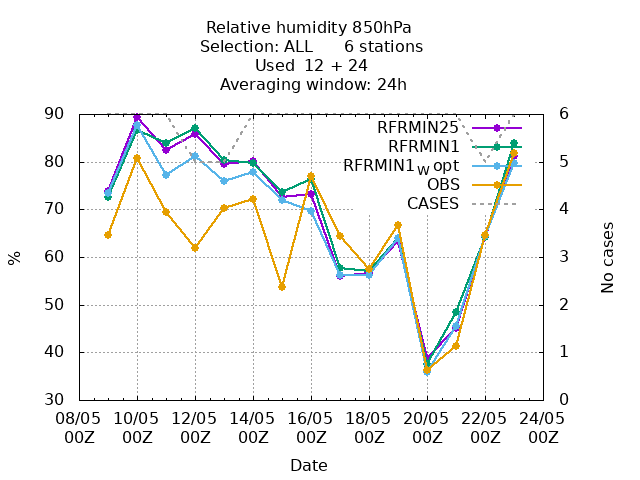 Relative humidity 850hPa
Selection: ALL 6 stations
Used 12 + 24
Averaging window: 24h
90 6
RFRMIN25
RFRMIN1
80 5
RFRMIN1W opt
OBS
70 4
CASES
60 3
% No cases
50 2
40 1
30 0
08/05 10/05 12/05 14/05 16/05 18/05 20/05 22/05 24/05
00Z 00Z 00Z 00Z 00Z 00Z 00Z 00Z 00Z
Date